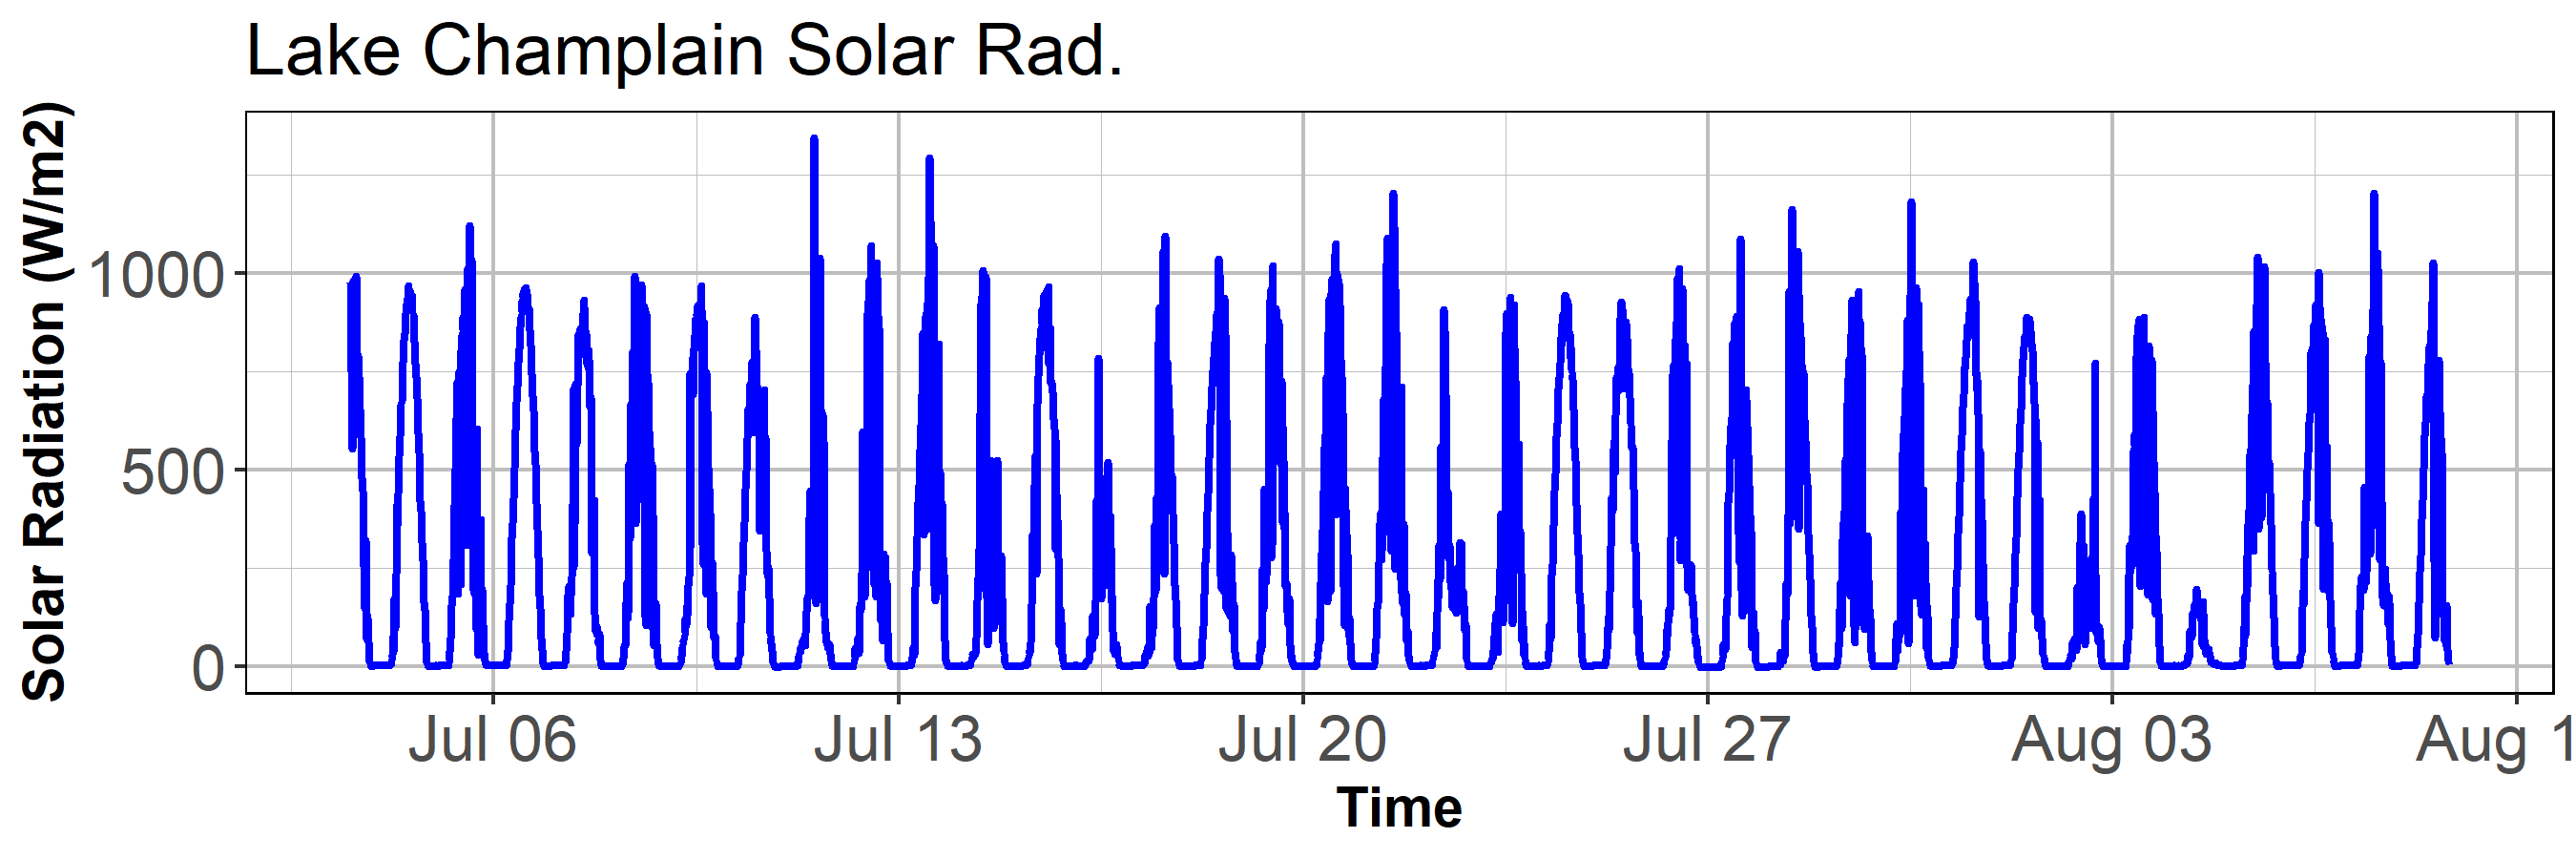 Lake Champlain Solar Rad.
Solar Radiation (W/m2)
1000
500
0
Jul 06 Jul 13 Jul 20 Jul 27 Aug 03 Aug 1
Time